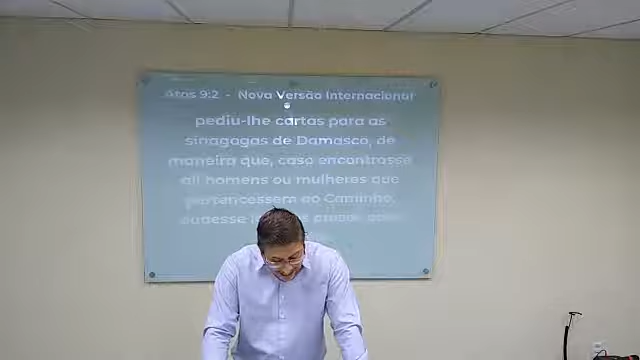 Atos 9:2 - Nova Versão Internacional
pediu-lhe cartas para as
sinagogas de Damasco, de
maneira que, caso encontrasse
ali homens ou mulheres que
pertencessem ao Caminho,
pudesse